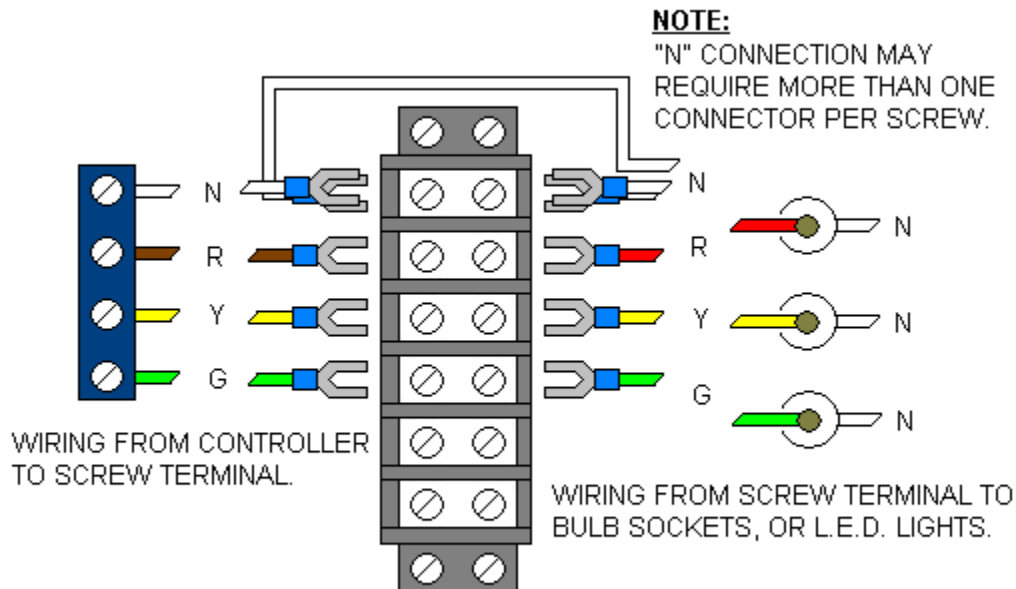 NOTE:
"N" CONNECTION MAY
REQUIRE MORE THAN ONE
CONNECTOR PER SCREW.
N
R
Y
G
N
R
Y
G
N
N
N
WIRING FROM CONTROLLER
TO SCREW TERMINAL.
WIRING FROM SCREW TERMINAL TO
BULB SOCKETS, OR L.E.D. LIGHTS.